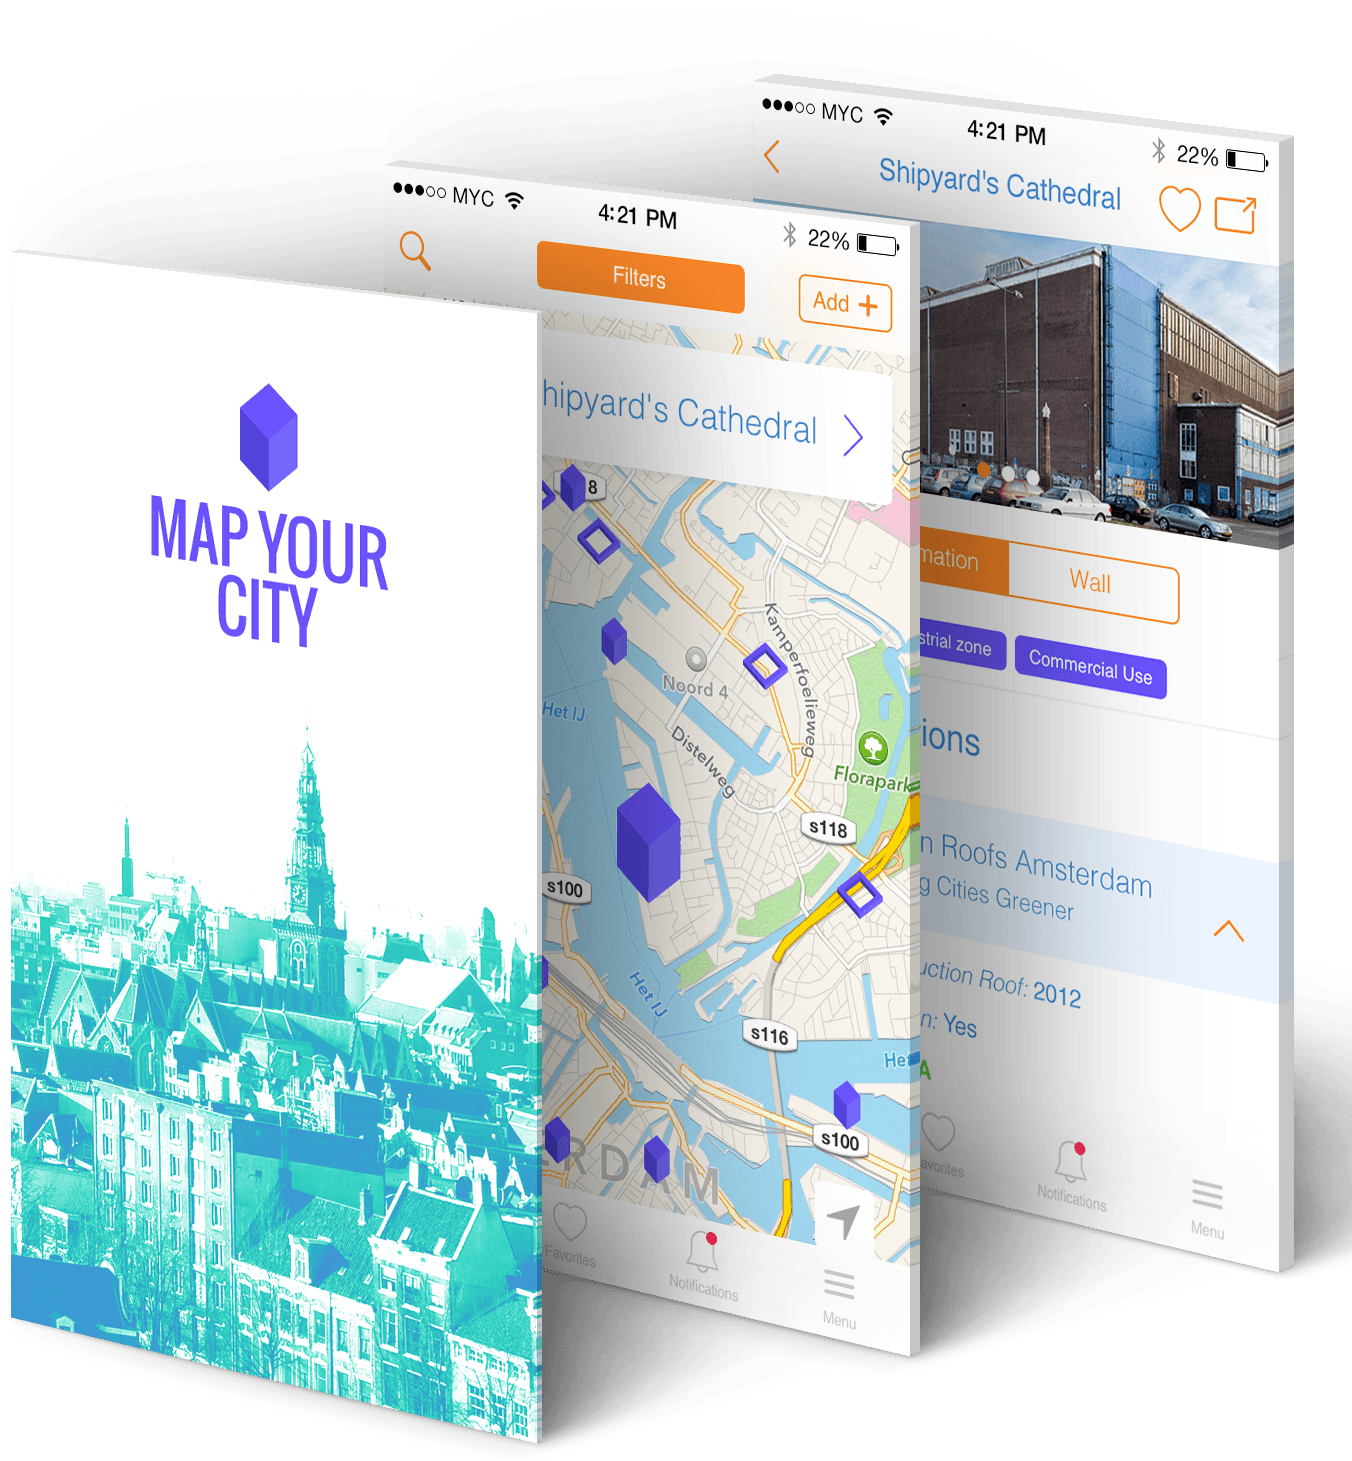 MAP YOUR
CITY
MYC
4:21 PM
22%
Filters
Add +
hipyard's Cathedral
8
Kamperfoelieweg
Noord 4
Het IJ
Distelweg
Florapark
s118
s100
Het IJ
s116
Het
s100
ERDAM
Favorites
Notifications
Menu
MYC
4:21 PM
22%
Shipyard's Cathedral
mation
Wall
strial zone
Commercial Use
ions
n Roofs Amsterdam
g Cities Greener
uction Roof: 2012
n: Yes
A
avorites
Notifications
Menu